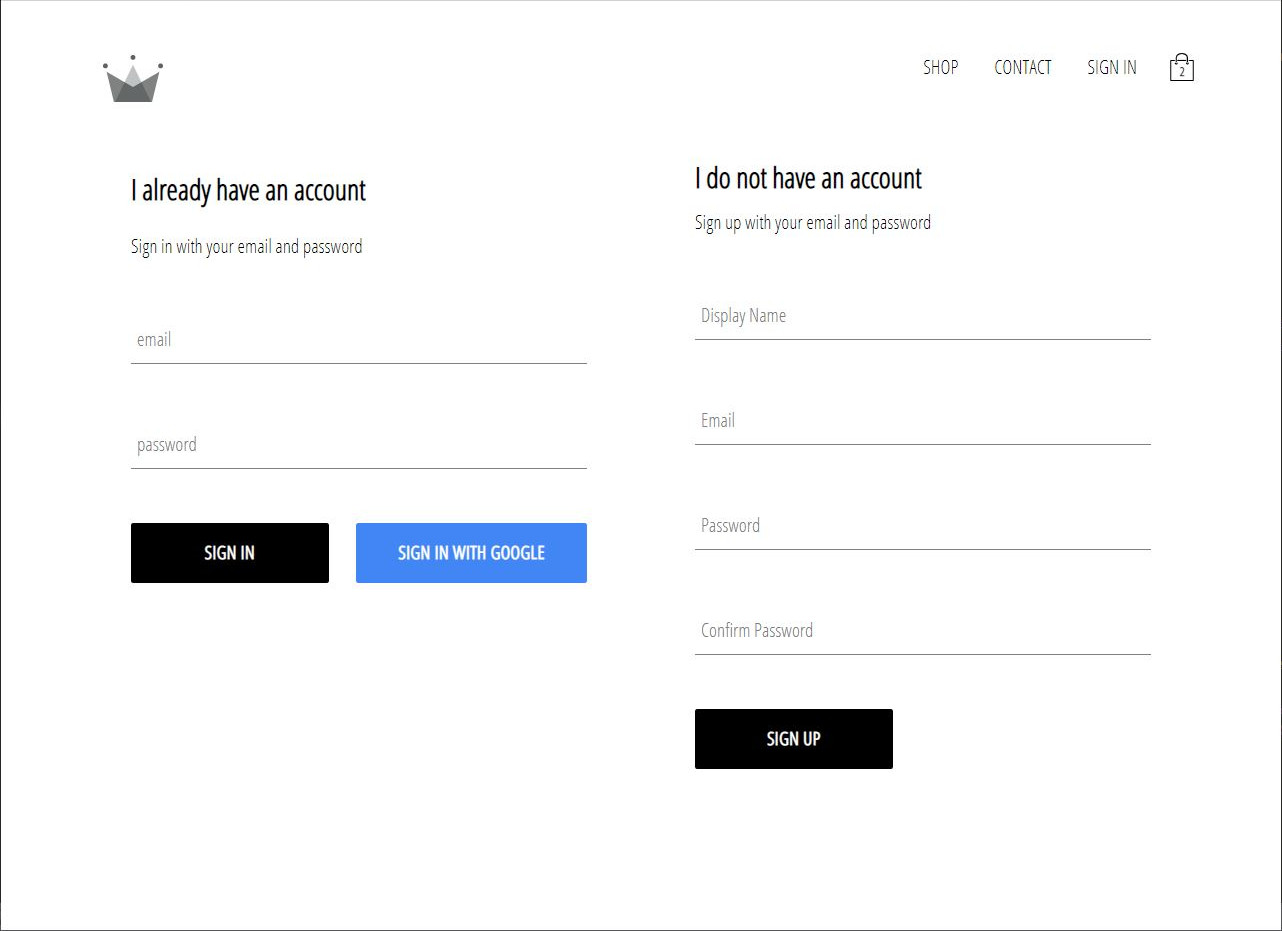 SHOP CONTACT SIGN IN 2
I already have an account
Sign in with your email and password
email
password
SIGN IN SIGN IN WITH GOOGLE
I do not have an account
Sign up with your email and password
Display Name
Email
Password
Confirm Password
SIGN UP